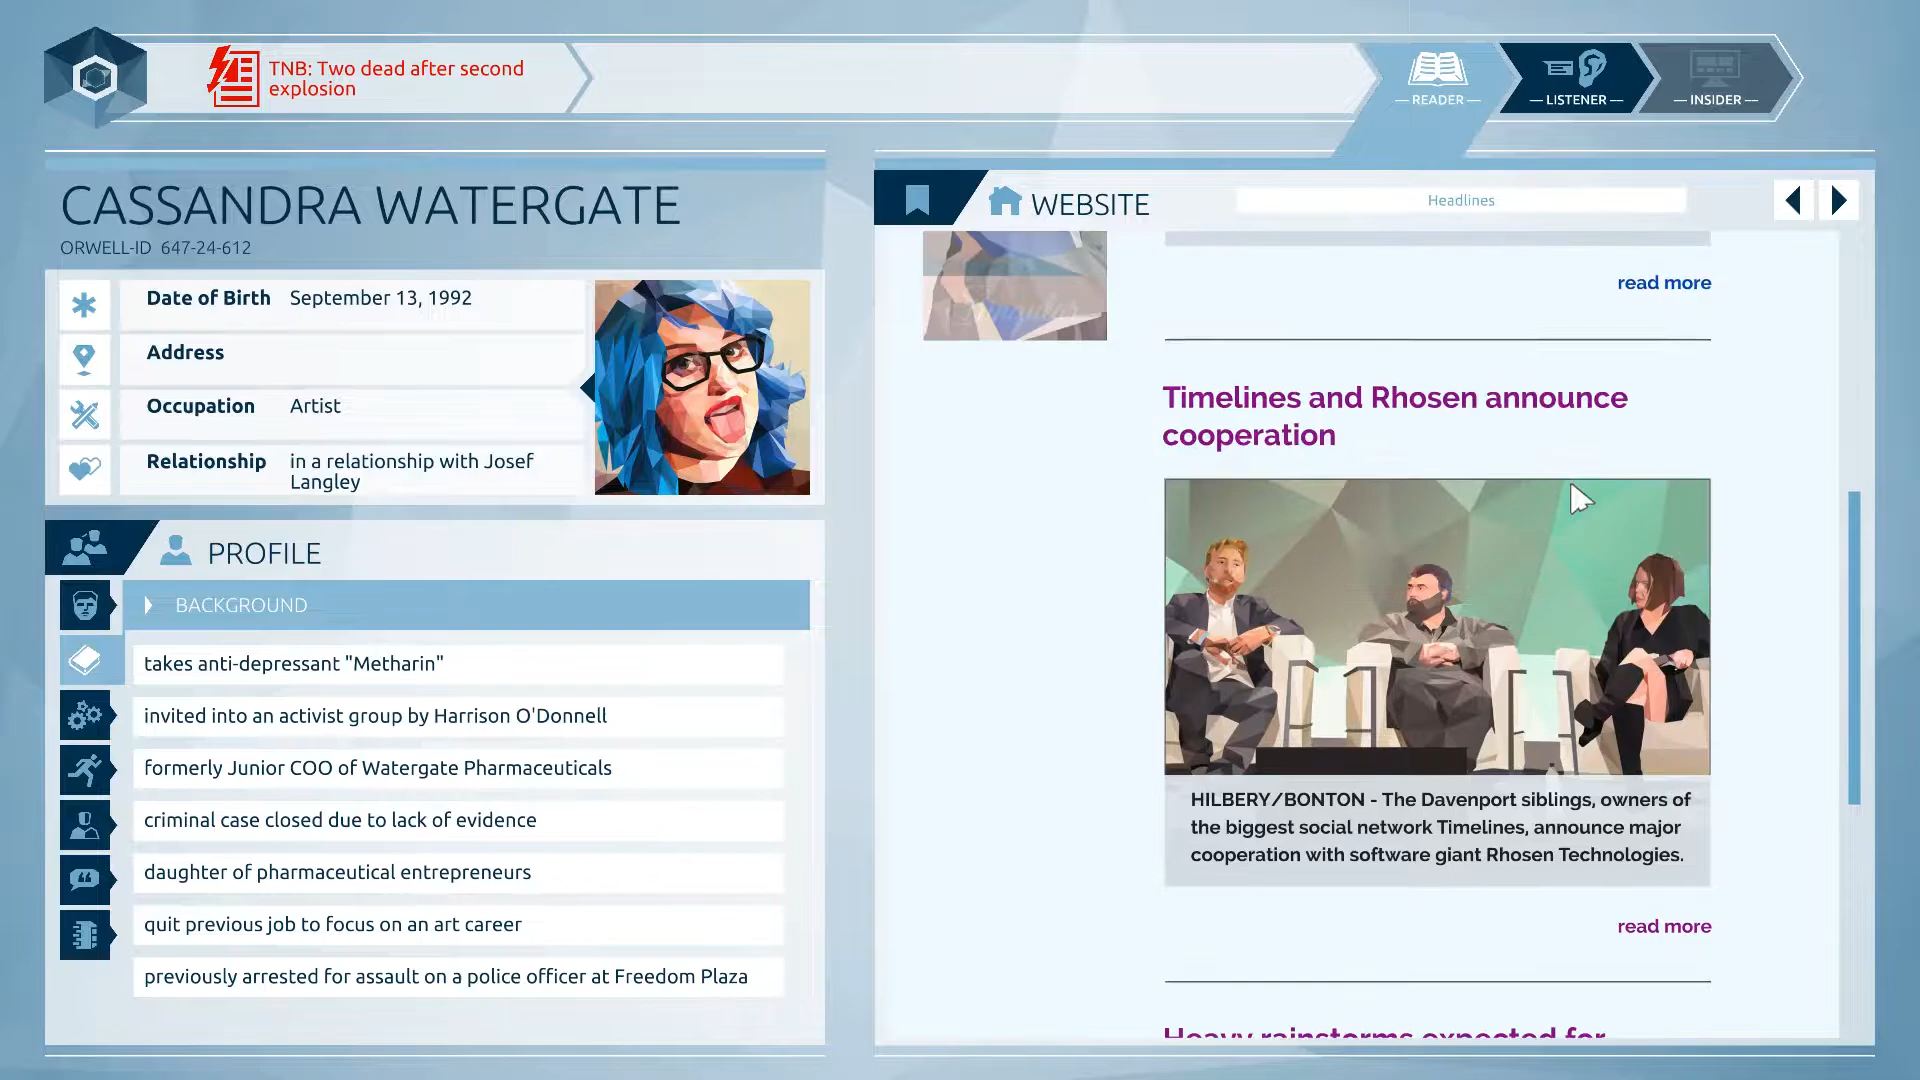 TNB: Two dead after second
explosion
— READER —
— LISTENER —
— INSIDER —
CASSANDRA WATERGATE
ORWELL-ID 647-24-612
Date of Birth September 13, 1992
Address
Occupation Artist
Relationship in a relationship with Josef
Langley
PROFILE
BACKGROUND
takes anti-depressant "Metharin"
invited into an activist group by Harrison O'Donnell
formerly Junior COO of Watergate Pharmaceuticals
criminal case closed due to lack of evidence
daughter of pharmaceutical entrepreneurs
quit previous job to focus on an art career
previously arrested for assault on a police officer at Freedom Plaza
WEBSITE
Headlines
read more
Timelines and Rhosen announce
cooperation
HILBERY/BONTON - The Davenport siblings, owners of
the biggest social network Timelines, announce major
cooperation with software giant Rhosen Technologies.
read more
Heavy rainstorms expected for